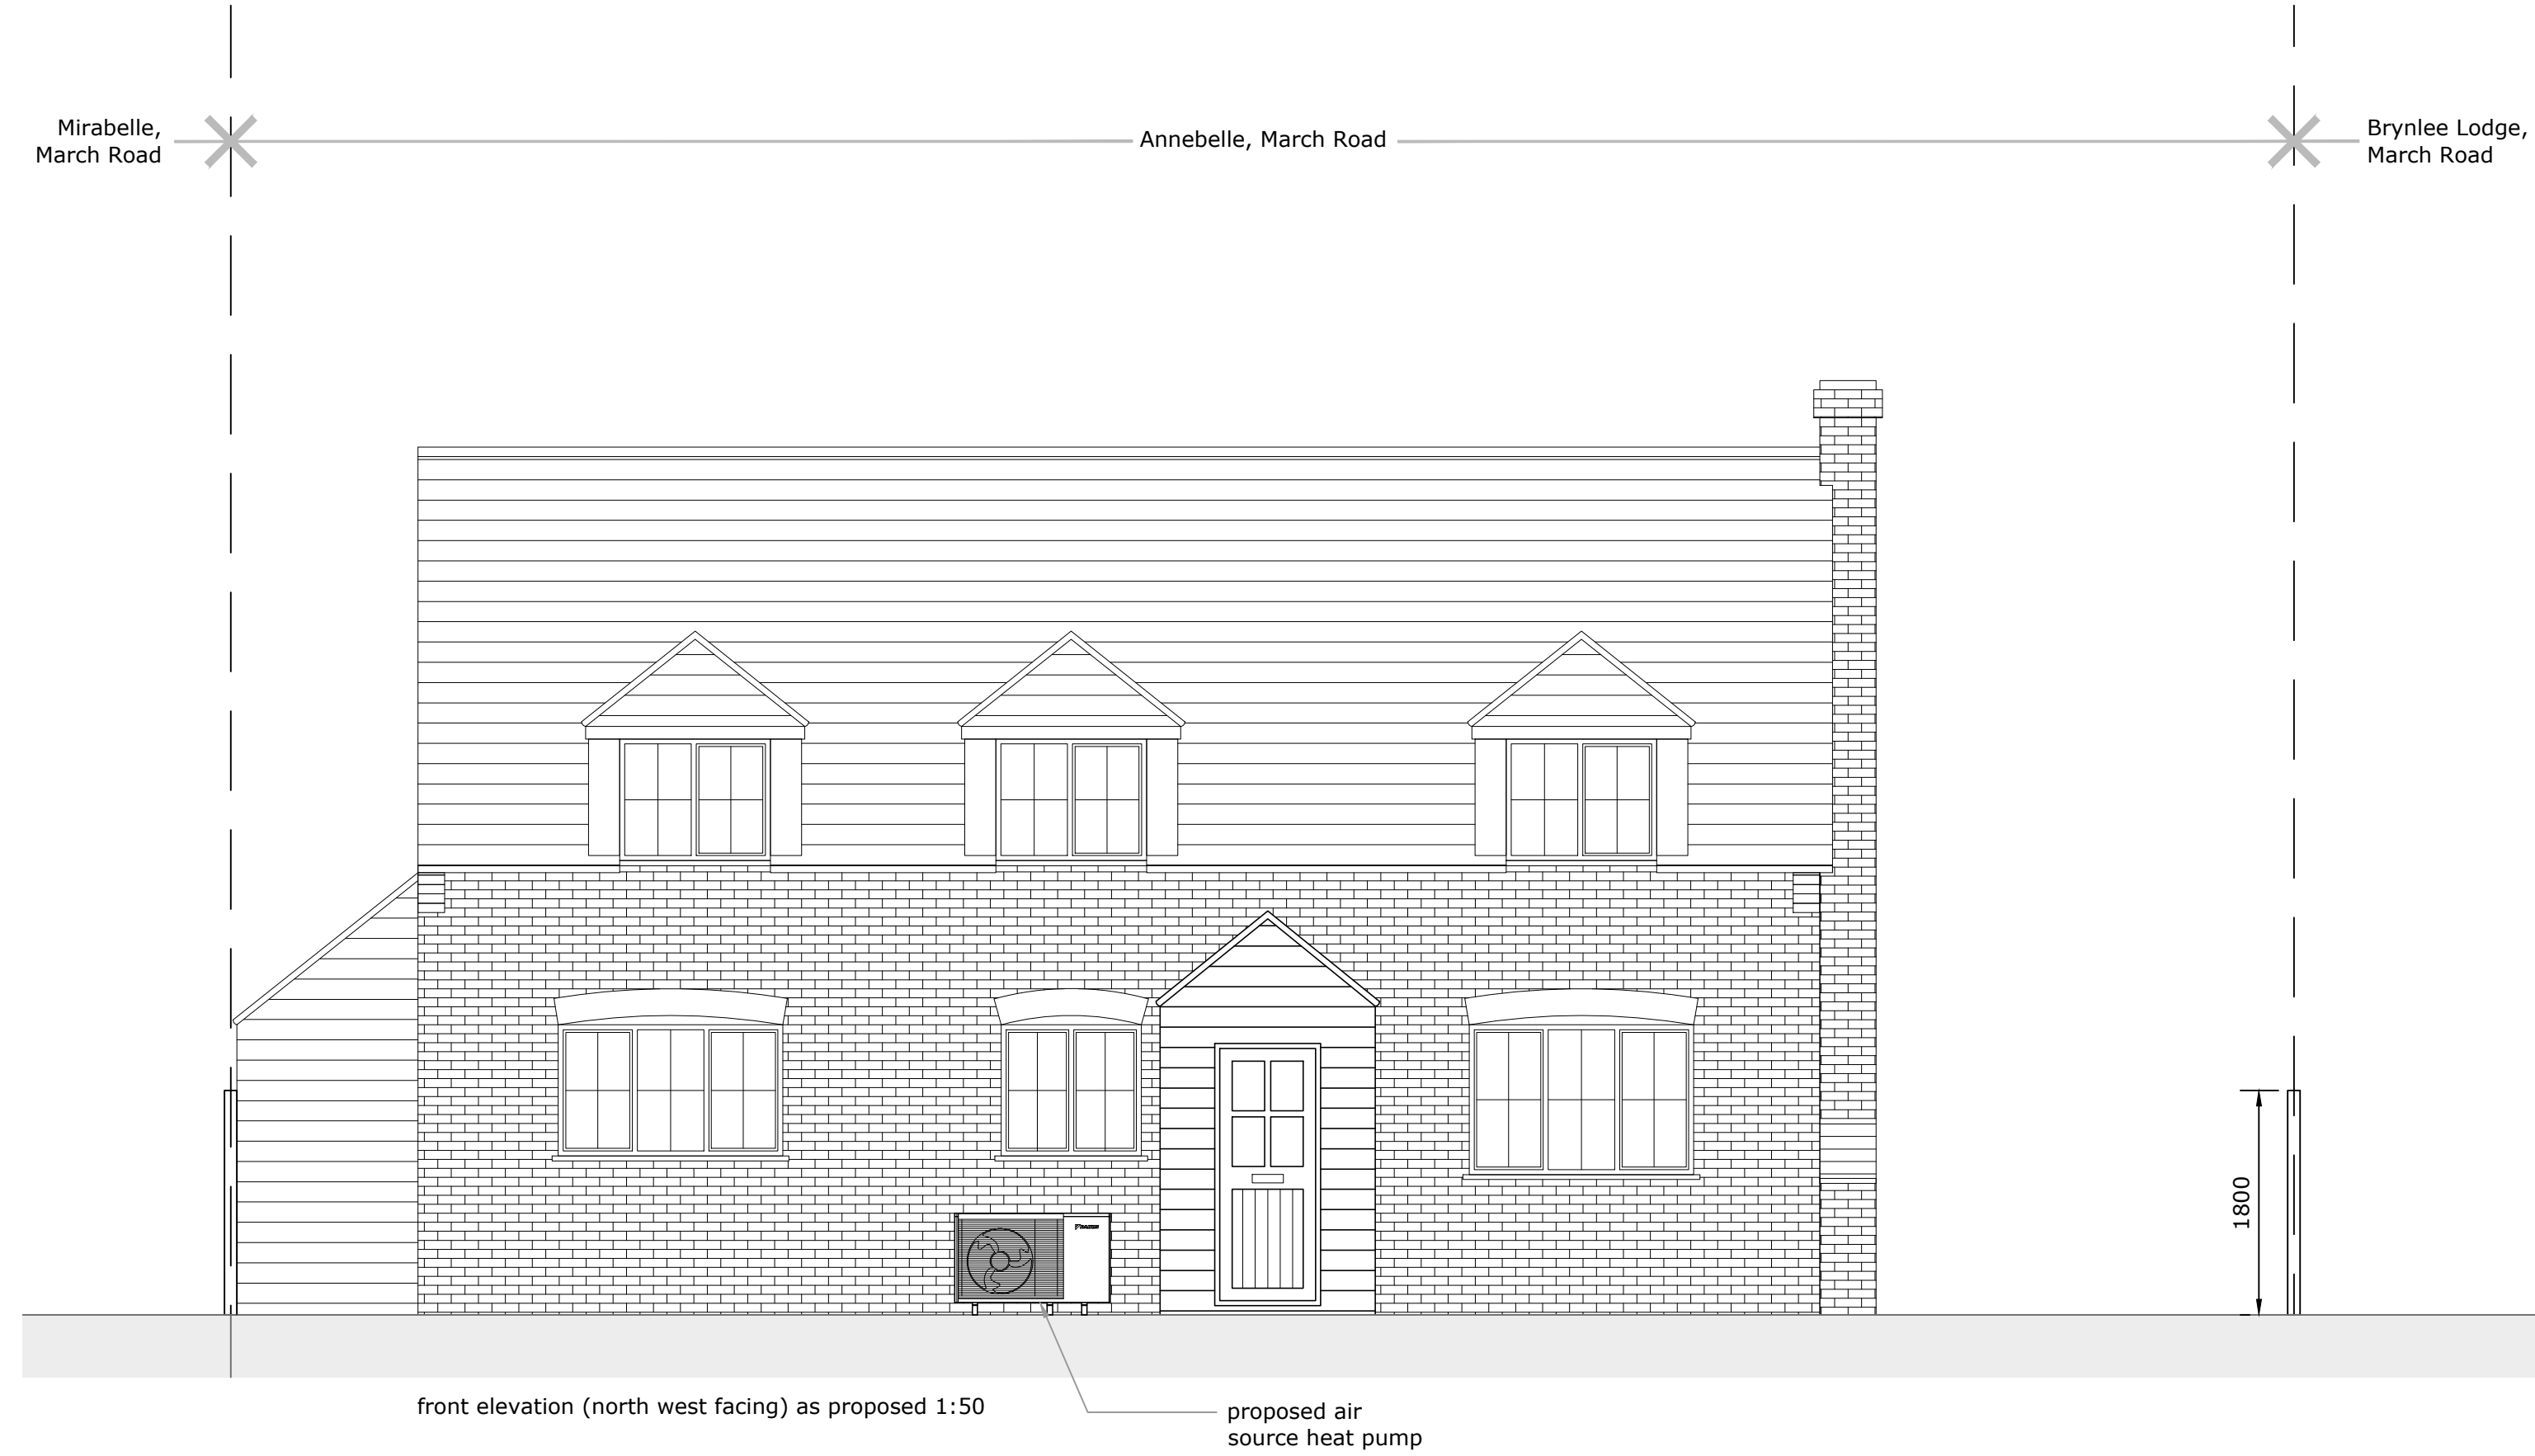 Mirabelle,
March Road
Annebelle, March Road
Brynlee Lodge,
March Road
1800
front elevation (north west facing) as proposed 1:50
proposed air
source heat pump